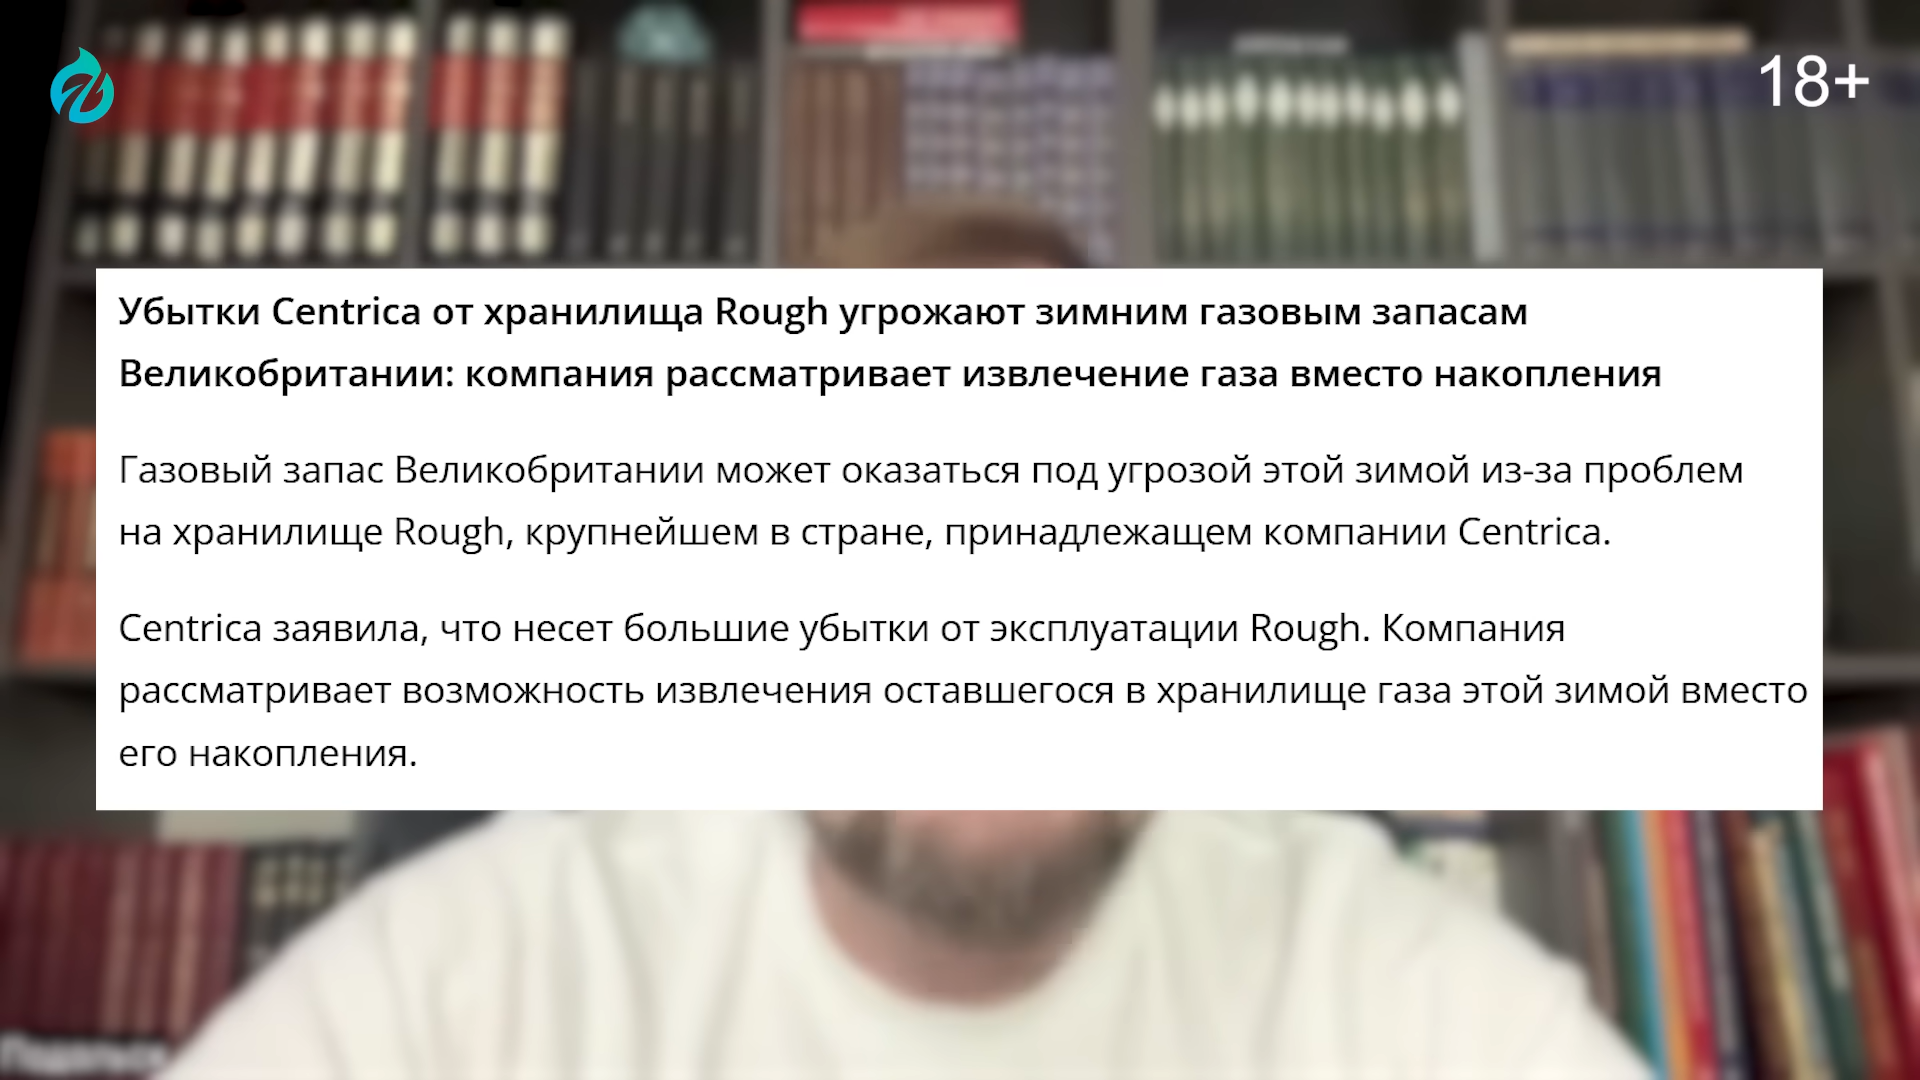 18+
Убытки Centrica от хранилища Rough угрожают зимним газовым запасам
Великобритании: компания рассматривает извлечение газа вместо накопления
Газовый запас Великобритании может оказаться под угрозой этой зимой из-за проблем
на хранилище Rough, крупнейшем в стране, принадлежащем компании Centrica.
Centrica заявила, что несет большие убытки от эксплуатации Rough. Компания
рассматривает возможность извлечения оставшегося в хранилище газа этой зимой вместо
его накопления.